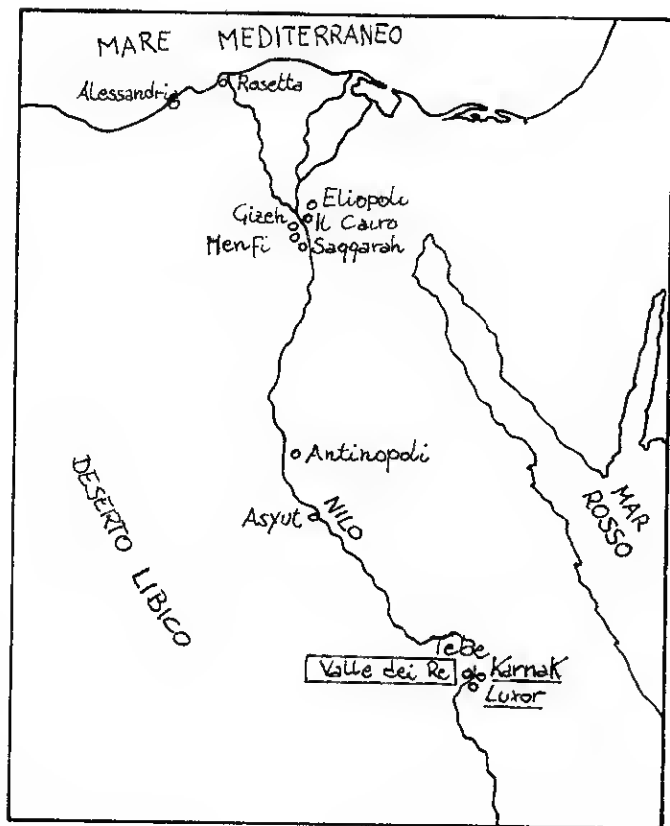 MARE MEDITERRANEO
Alessandria
Rosetta
Eliopoli
Gizeh
Il Cairo
Menfi
Saqqarah
Antinopoli
Asyut
NILO
DESERTO LIBICO
MAR
ROSSO
Tebe
Valle dei Re
Karnak
Luxor